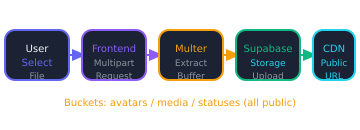 User
Select
File
Frontend
Multipart
Request
Multer
Extract
Buffer
Supabase
Storage
Upload
CDN
Public
URL
Buckets: avatars / media / statuses (all public)